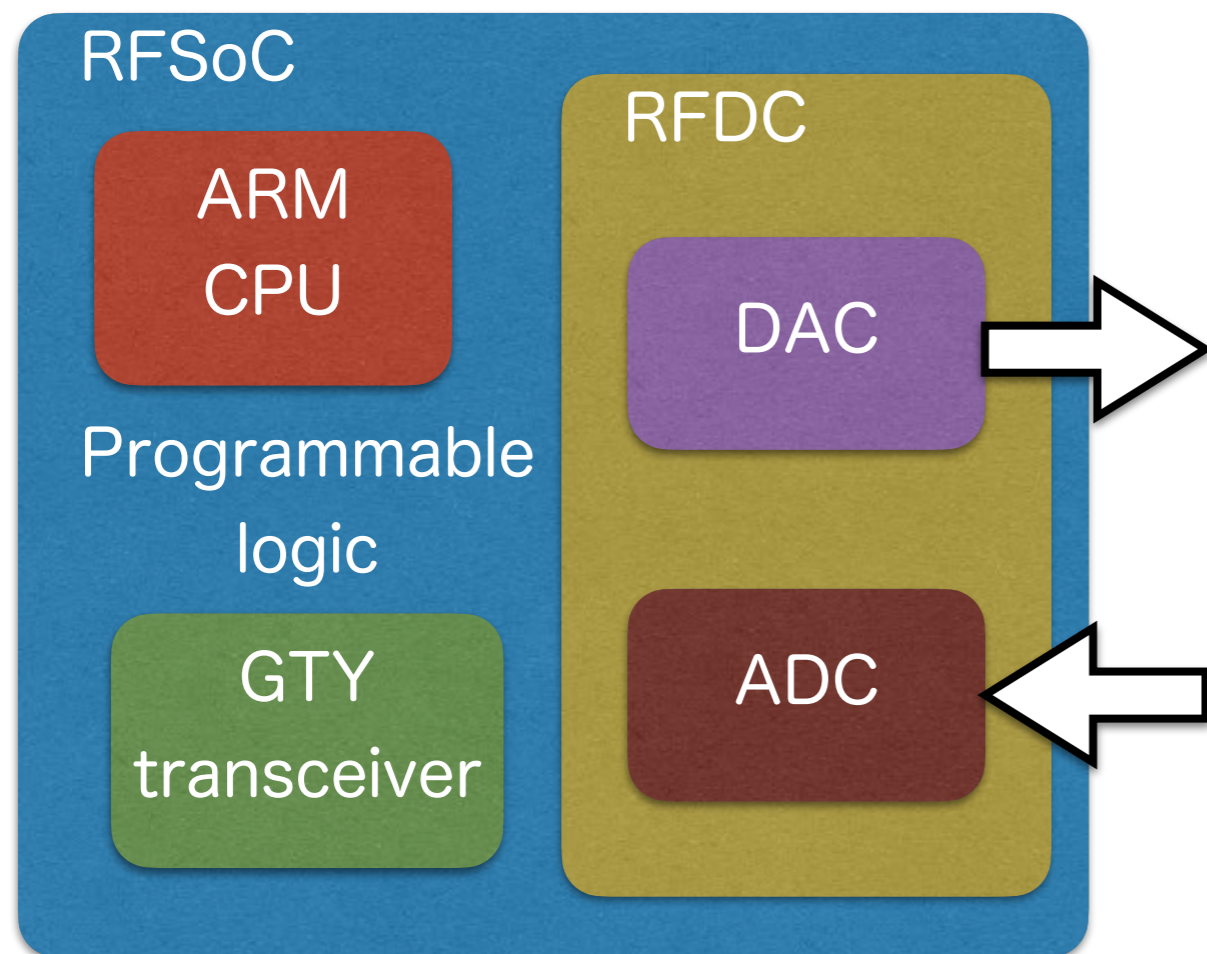 RFSoC
ARM
CPU
Programmable
logic
GTY
transceiver
RFDC
DAC
ADC